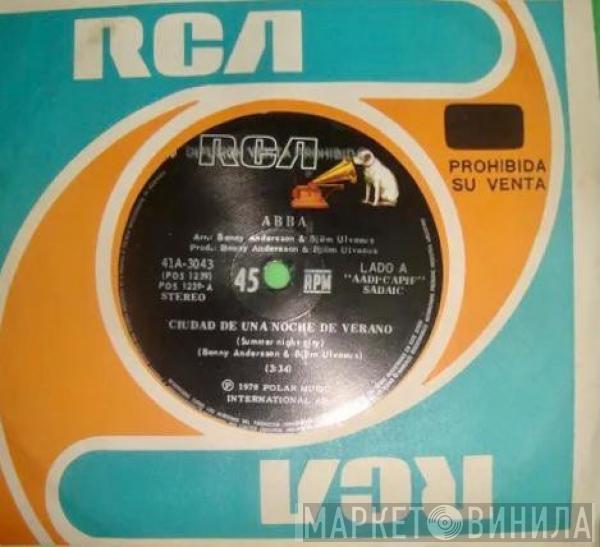 RCA
PROHIBIDA
SU VENTA
RCA
ABBA
Arr.: Benny Andersson & Björn Ulvaeus
Prod.: Benny Andersson & Björn Ulvaeus
41A-3043
(POS 1239)
POS 1239-A
STEREO
45
RPM
LADO A
"AADI-CAPIF"
SADAIC
CIUDAD DE UNA NOCHE DE VERANO
(Summer night city)
(Benny Andersson & Björn Ulvaeus)
(3:34)
℗ 1978 POLAR MUSIC
INTERNATIONAL AB
RCA
МАРКЕТ ВИНИЛА